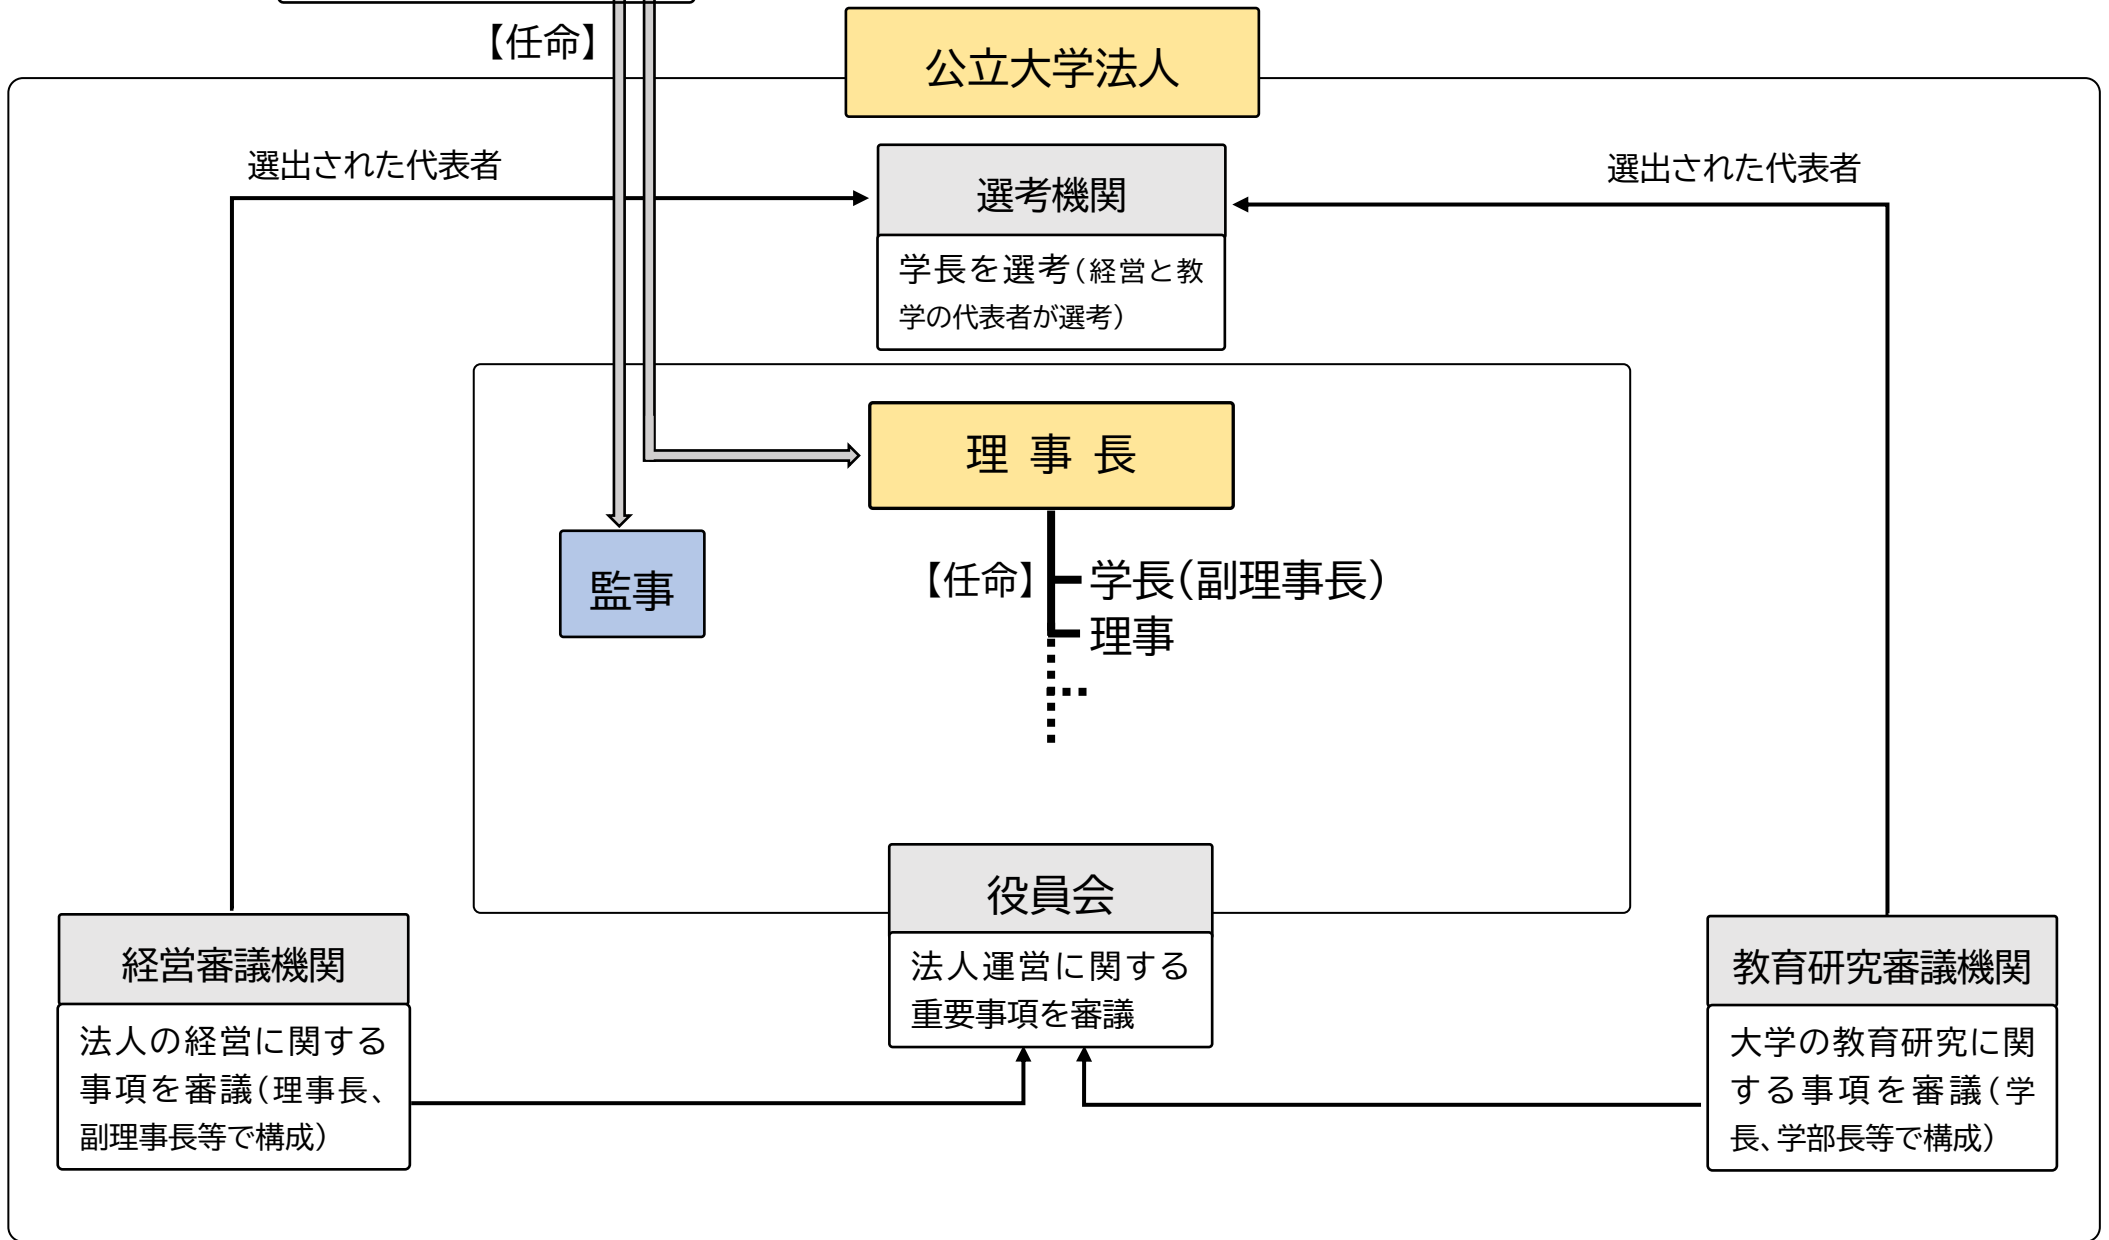 【任命】
公立大学法人
選出された代表者
選出された代表者
選考機関
学長を選考(経営と教
学の代表者が選考)
理 事 長
監事
【任命】
学長(副理事長)
理事
役員会
法人運営に関する
重要事項を審議
経営審議機関
法人の経営に関する
事項を審議(理事長、
副理事長等で構成)
教育研究審議機関
大学の教育研究に関
する事項を審議(学
長、学部長等で構成)